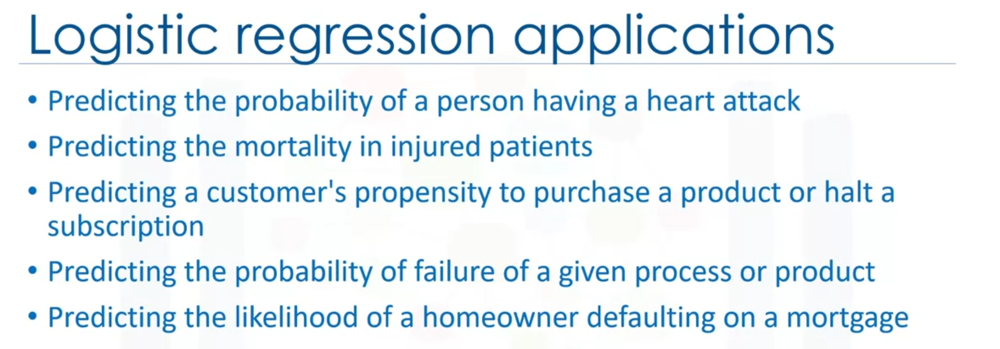 Logistic regression applications
• Predicting the probability of a person having a heart attack
• Predicting the mortality in injured patients
• Predicting a customer's propensity to purchase a product or halt a
subscription
• Predicting the probability of failure of a given process or product
• Predicting the likelihood of a homeowner defaulting on a mortgage